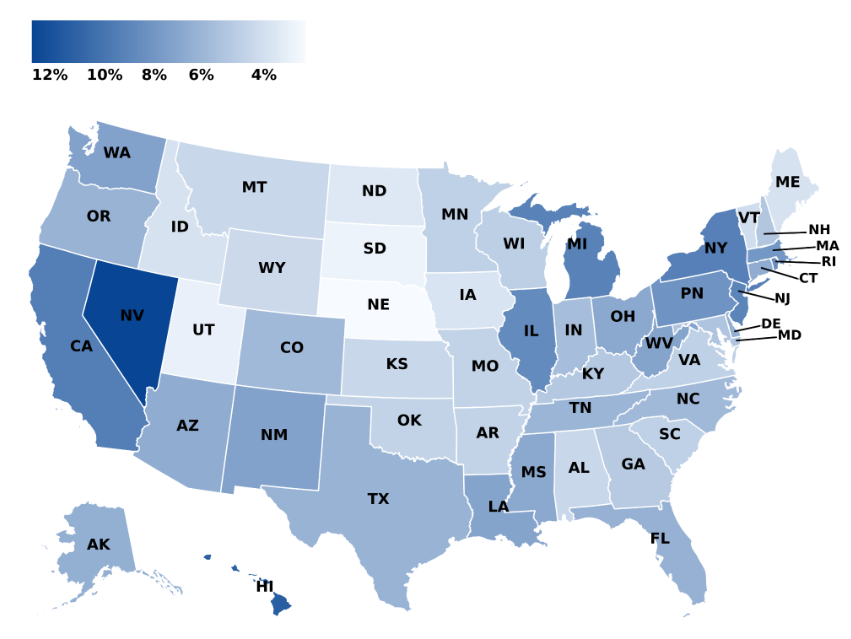 12% 10% 8% 6% 4%
WA
ME
MT
ND
VT
OR
MN
NH
ID
WI
MI
NY
MA
SD
RI
WY
CT
PN
IA
NJ
NE
NV
OH
DE
UT
IL
IN
MD
CA
CO
WV
VA
KS
MO
KY
NC
TN
OK
AZ
AR
SC
NM
GA
MS
AL
TX
LA
FL
AK
HI